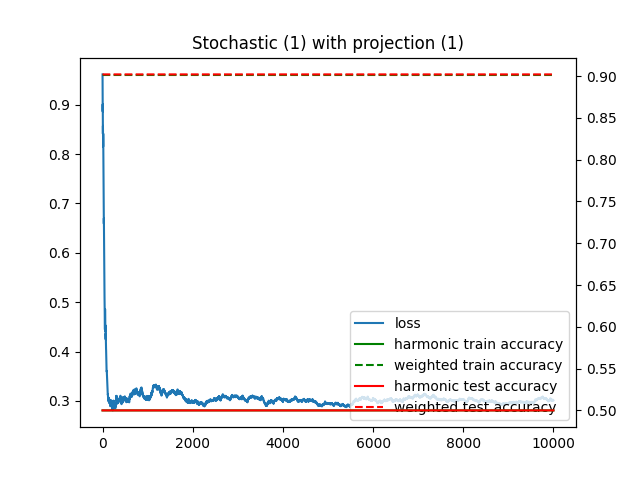 Stochastic (1) with projection (1)
0.9
0.8
0.7
0.6
0.5
0.4
0.3
0.90
0.85
0.80
0.75
0.70
0.65
0.60
0.55
0.50
loss
harmonic train accuracy
weighted train accuracy
harmonic test accuracy
weighted test accuracy
0 2000 4000 6000 8000 10000